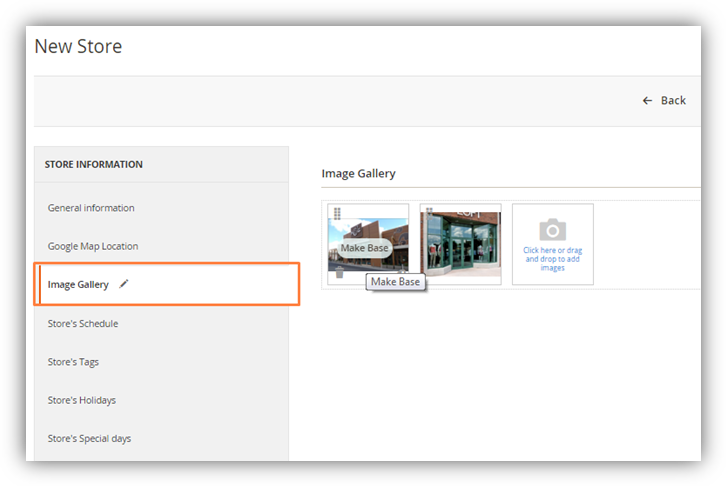 New Store
← Back
STORE INFORMATION
General information
Google Map Location
Image Gallery
Store's Schedule
Store's Tags
Store's Holidays
Store's Special days
Image Gallery
Make Base
Make Base
LOFT
Click here or drag
and drop to add
images